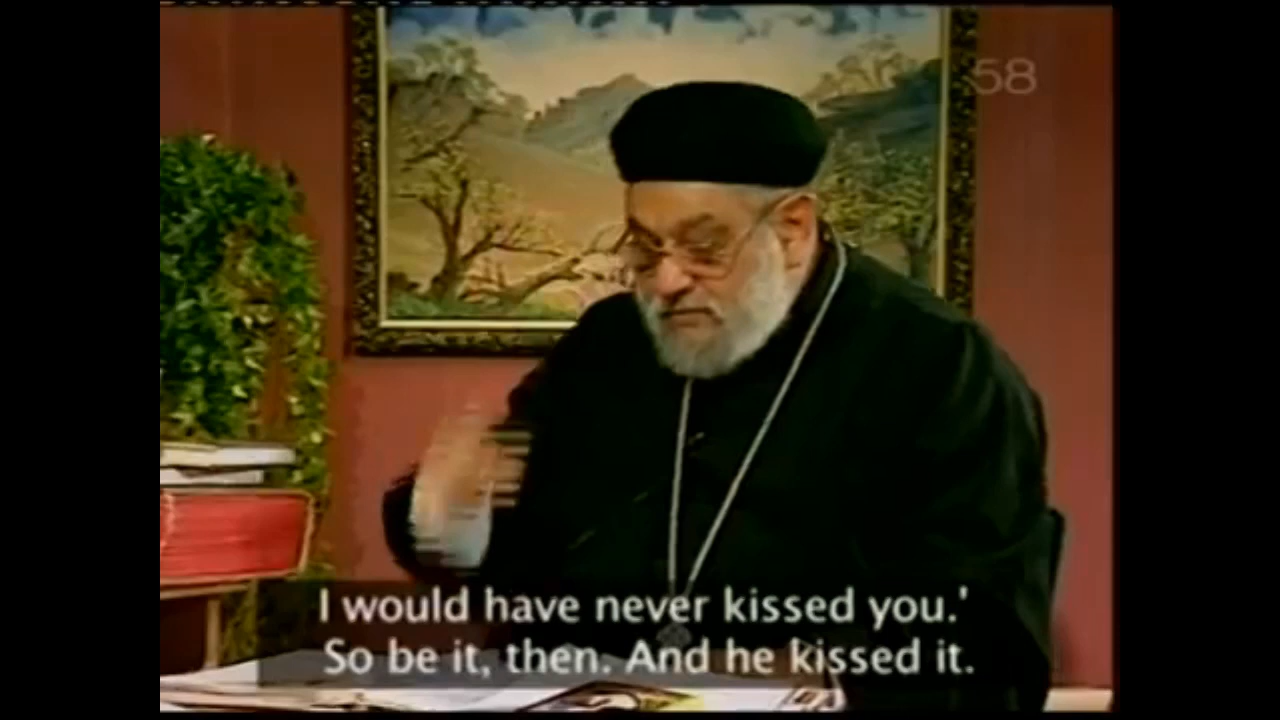 58
I would have never kissed you.'
So be it, then. And he kissed it.